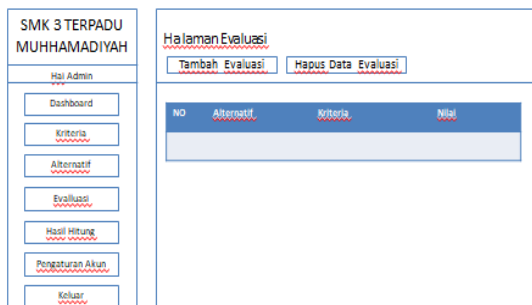 SMK 3 TERPADU
MUHHAMADIYAH
Hai Admin
Dashboard
Kriteria
Alternatif
Evalluasi
Hasil Hitung
Pengaturan Akun
Keluar
Halaman Evaluasi
Tambah Evaluasi
Hapus Data Evaluasi
NO Alternatif Kriteria Nilai